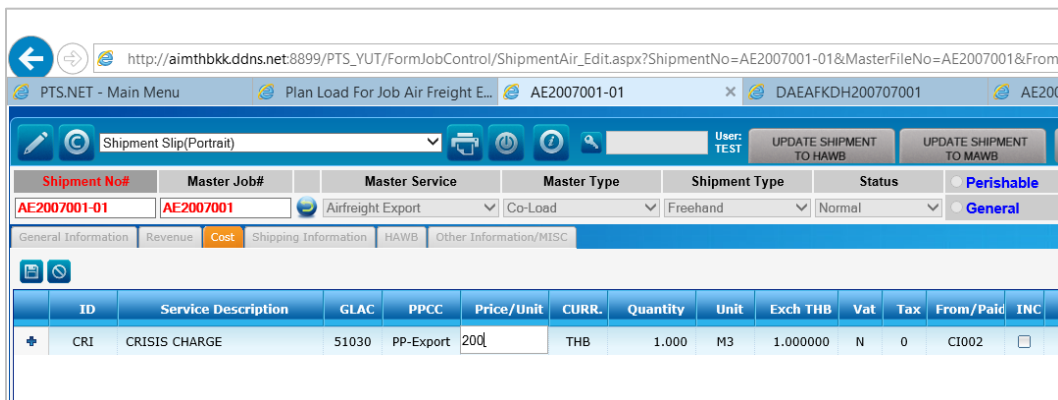 http://aimthbkk.ddns.net:8899/PTS_YUT/FormJobControl/ShipmentAir_Edit.aspx?ShipmentNo=AE2007001-01&MasterFileNo=AE2007001&From
PTS.NET - Main Menu Plan Load For Job Air Freight E... AE2007001-01 × DAEAFKDH200707001 AE200
Shipment Slip(Portrait) User: TEST UPDATE SHIPMENT TO HAWB UPDATE SHIPMENT TO MAWB
Shipment No# Master Job# Master Service Master Type Shipment Type Status Perishable
AE2007001-01 AE2007001 Airfreight Export Co-Load Freehand Normal General
General Information Revenue Cost Shipping Information HAWB Other Information/MISC
ID Service Description GLAC PPCC Price/Unit CURR. Quantity Unit Exch THB Vat Tax From/Paid INC
CRI CRISIS CHARGE 51030 PP-Export 200 THB 1.000 M3 1.000000 N 0 CI002